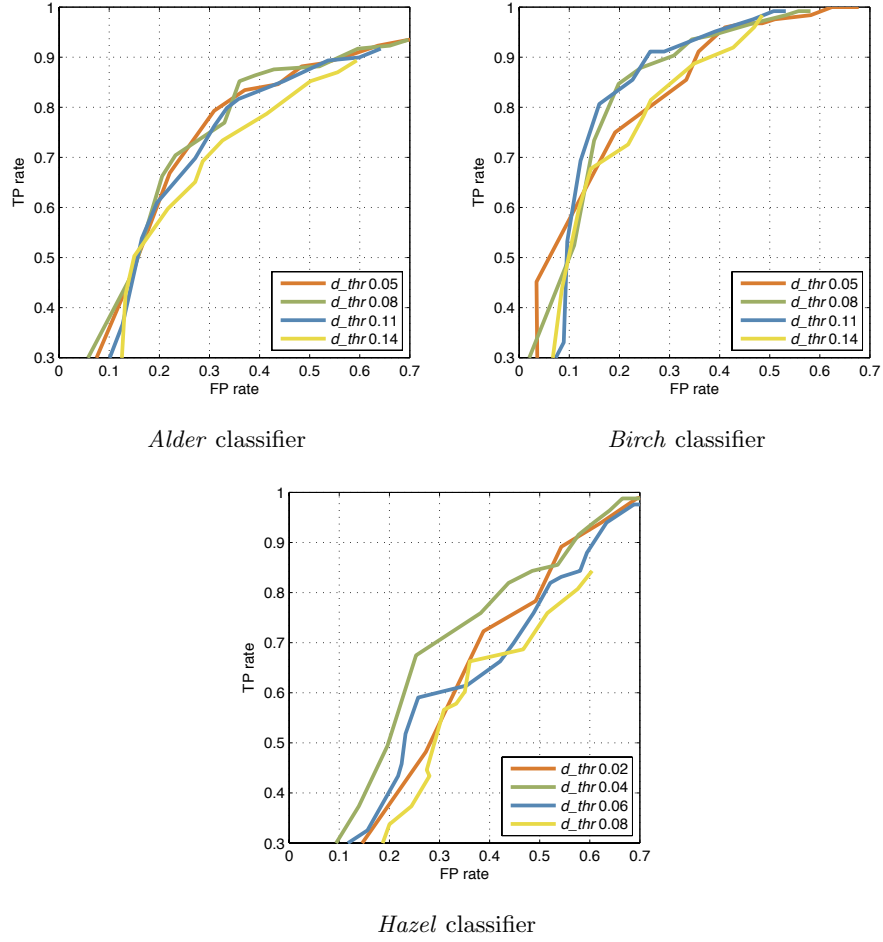 1
0.9
0.8
0.7
0.6
0.5
0.4
0.3
TP rate
0 0.1 0.2 0.3 0.4 0.5 0.6 0.7
FP rate
d_thr 0.05
d_thr 0.08
d_thr 0.11
d_thr 0.14
Alder classifier
1
0.9
0.8
0.7
0.6
0.5
0.4
0.3
TP rate
0 0.1 0.2 0.3 0.4 0.5 0.6 0.7
FP rate
d_thr 0.05
d_thr 0.08
d_thr 0.11
d_thr 0.14
Birch classifier
1
0.9
0.8
0.7
0.6
0.5
0.4
0.3
TP rate
0 0.1 0.2 0.3 0.4 0.5 0.6 0.7
FP rate
d_thr 0.02
d_thr 0.04
d_thr 0.06
d_thr 0.08
Hazel classifier